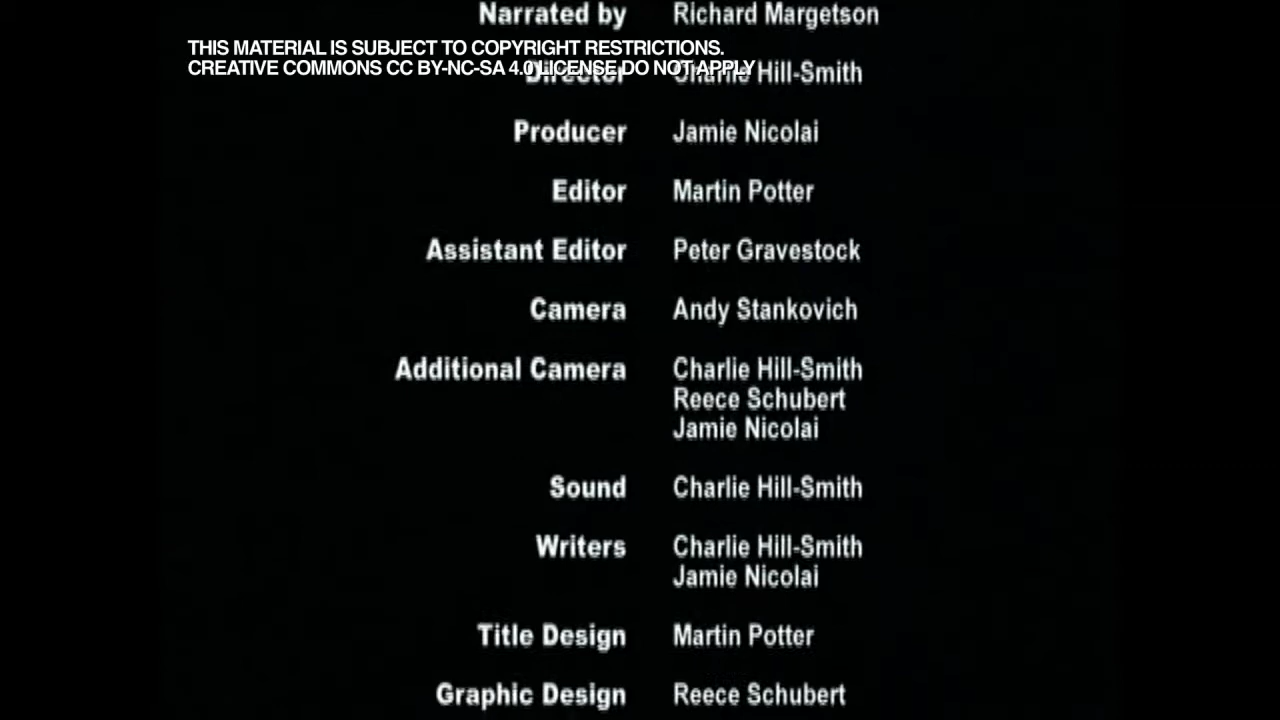 Narrated by Richard Margetson
THIS MATERIAL IS SUBJECT TO COPYRIGHT RESTRICTIONS.
CREATIVE COMMONS CC BY-NC-SA 4.0 LICENSE DO NOT APPLY
Director Charlie Hill-Smith
Producer Jamie Nicolai
Editor Martin Potter
Assistant Editor Peter Gravestock
Camera Andy Stankovich
Additional Camera Charlie Hill-Smith
Reece Schubert
Jamie Nicolai
Sound Charlie Hill-Smith
Writers Charlie Hill-Smith
Jamie Nicolai
Title Design Martin Potter
Graphic Design Reece Schubert